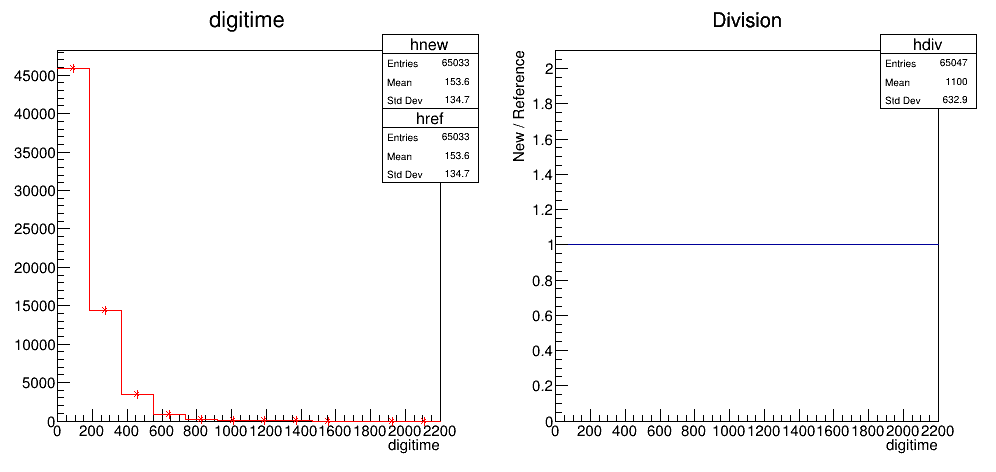 digitime
hnew
Entries 65033
Mean 153.6
Std Dev 134.7
href
Entries 65033
Mean 153.6
Std Dev 134.7
45000
40000
35000
30000
25000
20000
15000
10000
5000
0
0 200 400 600 800 1000 1200 1400 1600 1800 2000 2200
digitime
Division
hdiv
Entries 65047
Mean 1100
Std Dev 632.9
New / Reference
2
1.8
1.6
1.4
1.2
1
0.8
0.6
0.4
0.2
0
0 200 400 600 800 1000 1200 1400 1600 1800 2000 2200
digitime